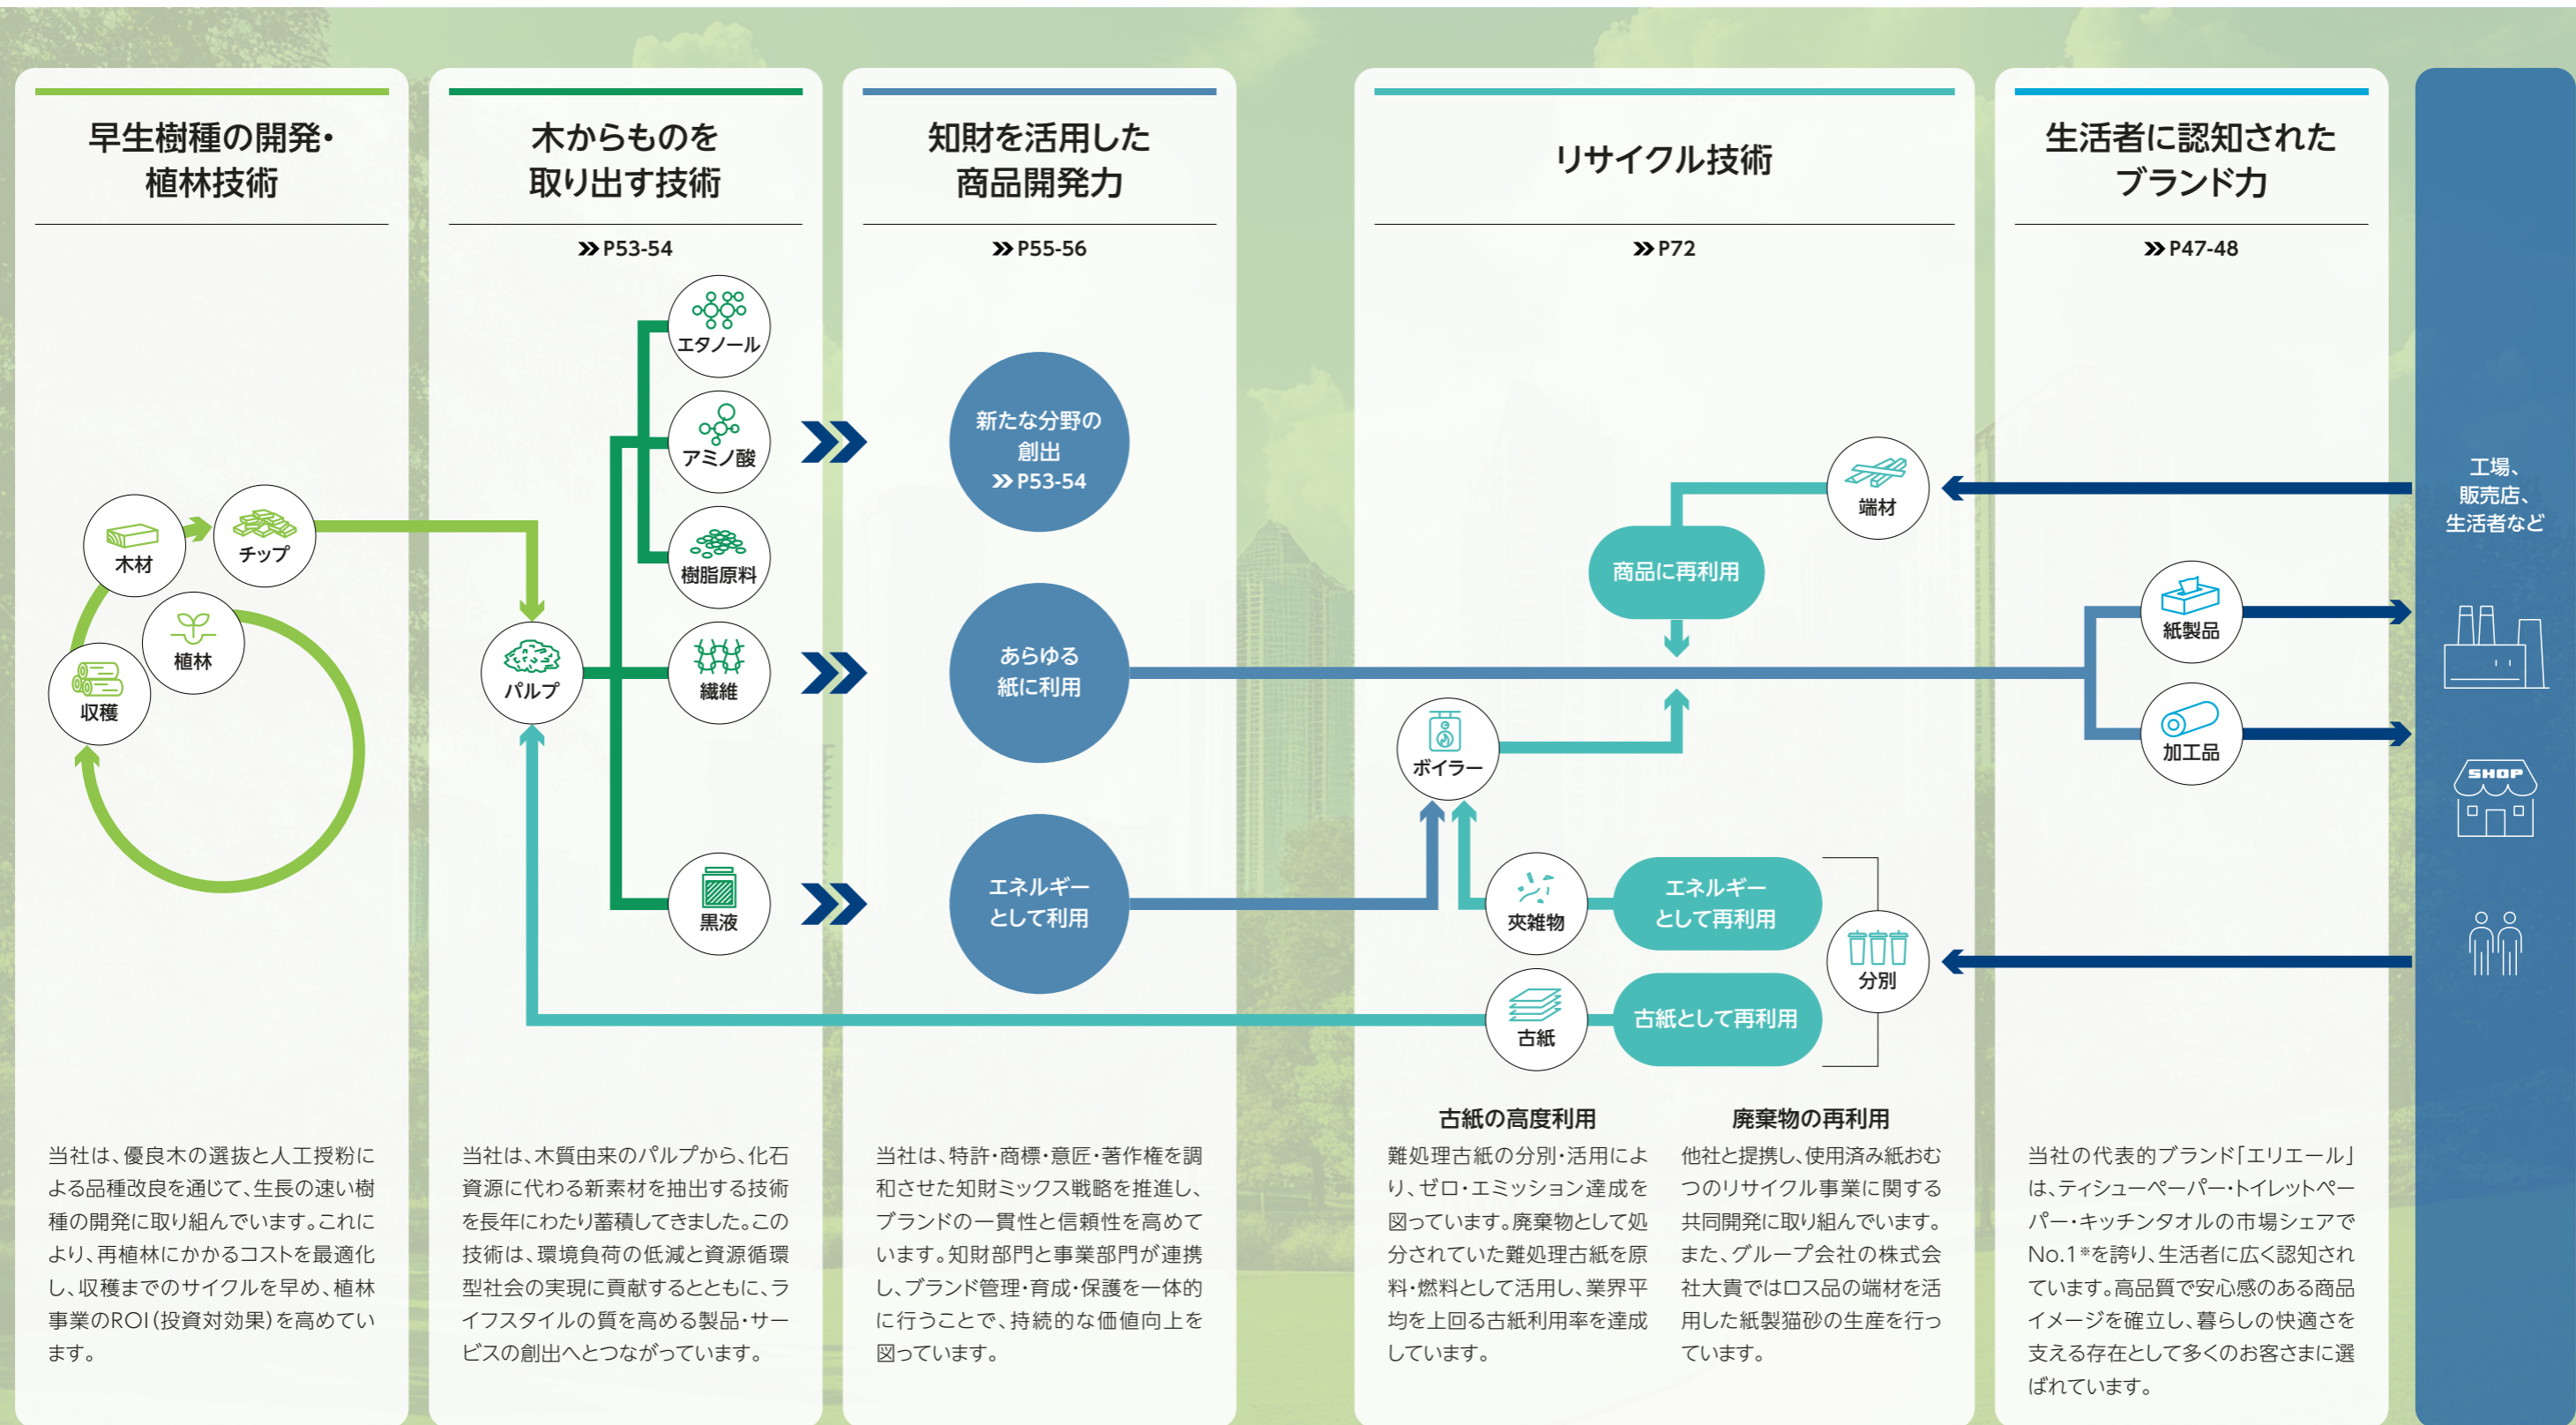 早生樹種の開発・
植林技術
木材
チップ
植林
収穫
当社は、優良木の選抜と人工授粉に
よる品種改良を通じて、生長の速い樹
種の開発に取り組んでいます。これに
より、再植林にかかるコストを最適化
し、収穫までのサイクルを早め、植林
事業のROI(投資対効果)を高めてい
ます。
木からものを
取り出す技術
P53-54
エタノール
アミノ酸
樹脂原料
パルプ
繊維
黒液
当社は、木質由来のパルプから、化石
資源に代わる新素材を抽出する技術
を長年にわたり蓄積してきました。この
技術は、環境負荷の低減と資源循環
型社会の実現に貢献するとともに、ラ
イフスタイルの質を高める製品・サー
ビスの創出へとつながっています。
知財を活用した
商品開発力
P55-56
新たな分野の
創出
P53-54
あらゆる
紙に利用
エネルギー
として利用
当社は、特許・商標・意匠・著作権を調
和させた知財ミックス戦略を推進し、
ブランドの一貫性と信頼性を高めて
います。知財部門と事業部門が連携
し、ブランド管理・育成・保護を一体的
に行うことで、持続的な価値向上を
図っています。
リサイクル技術
P72
端材
商品に再利用
ボイラー
夾雑物
エネルギー
として再利用
分別
古紙
古紙として再利用
古紙の高度利用
難処理古紙の分別・活用によ
り、ゼロ・エミッション達成を
図っています。廃棄物として処
分されていた難処理古紙を原
料・燃料として活用し、業界平
均を上回る古紙利用率を達成
しています。
廃棄物の再利用
他社と提携し、使用済み紙おむ
つのリサイクル事業に関する
共同開発に取り組んでいます。
また、グループ会社の株式会
社大貴ではロス品の端材を活
用した紙製猫砂の生産を行っ
ています。
生活者に認知された
ブランド力
P47-48
紙製品
加工品
当社の代表的ブランド「エリエール」
は、ティシューペーパー・トイレットペー
パー・キッチンタオルの市場シェアで
No.1※を誇り、生活者に広く認知され
ています。高品質で安心感のある商品
イメージを確立し、暮らしの快適さを
支える存在として多くのお客さまに選
ばれています。
工場、
販売店、
生活者など
SHOP